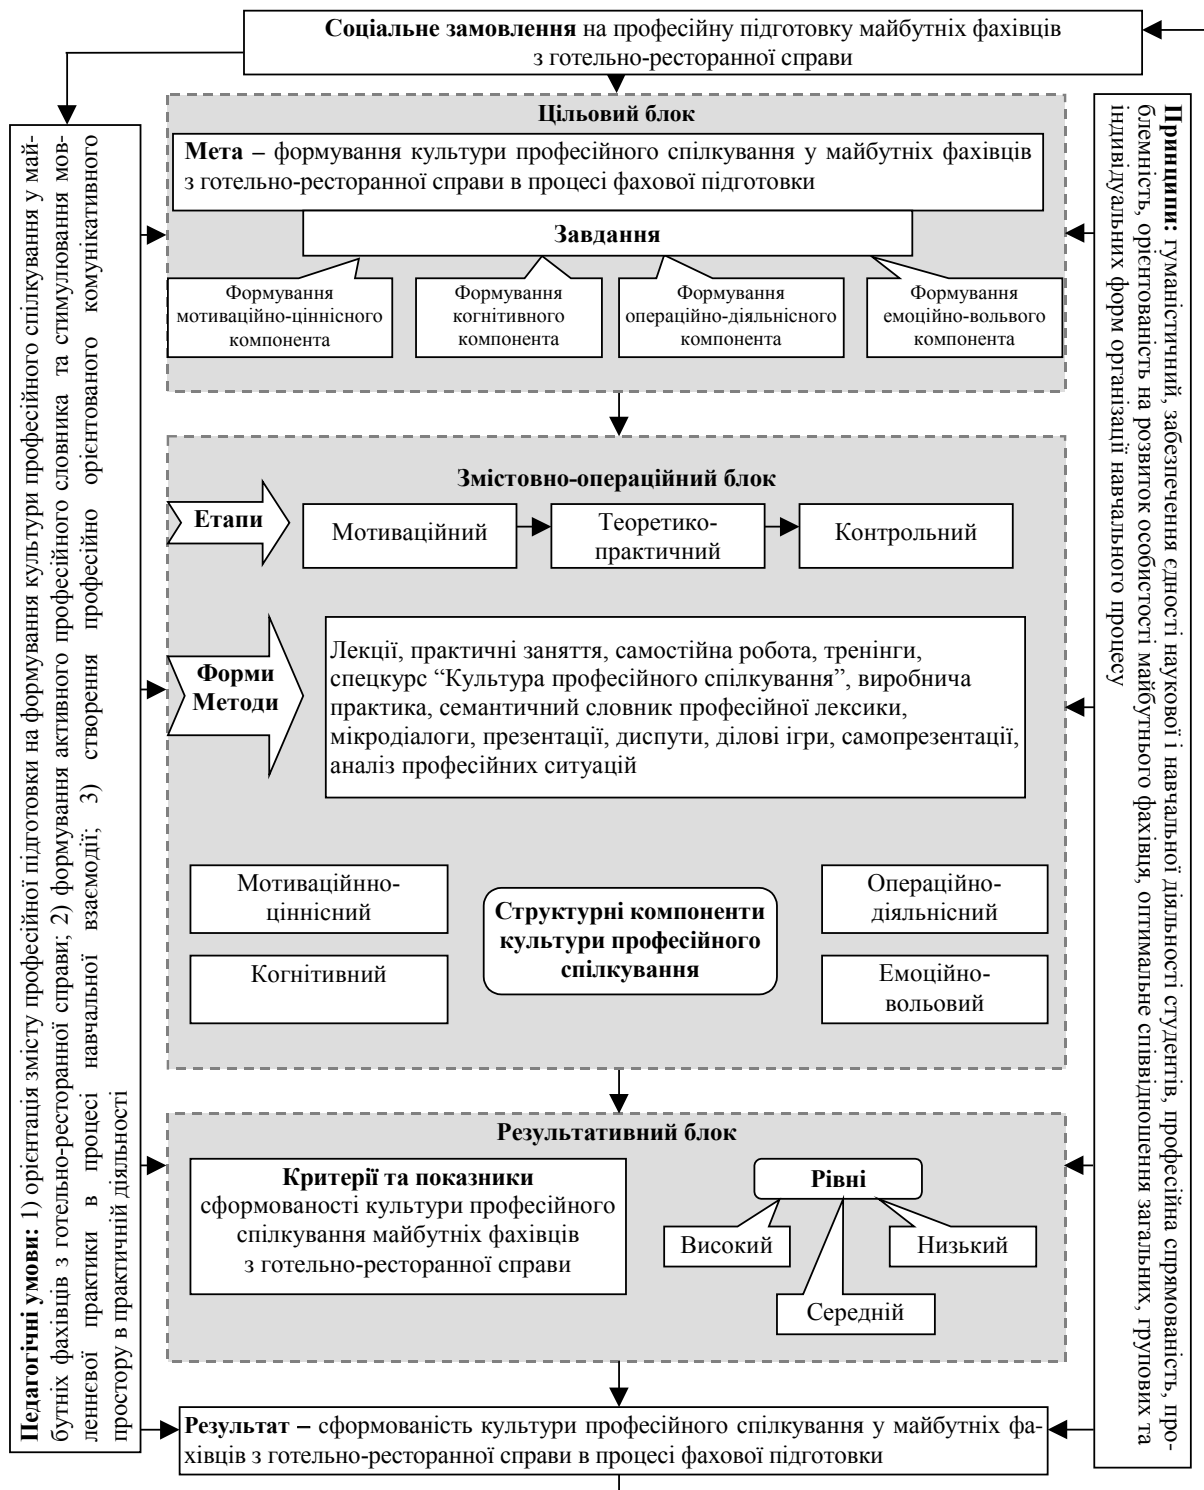 Соціальне замовлення на професійну підготовку майбутніх фахівців
з готельно-ресторанної справи
Педагогічні умови: 1) орієнтація змісту професійної підготовки на формування культури професійного спілкування у май-
бутніх фахівців з готельно-ресторанної справи; 2) формування активного професійного словника та стимулювання мов-
леннєвої практики в процесі навчальної взаємодії; 3) створення професійно орієнтованого комунікативного
простору в практичній діяльності
Цільовий блок
Мета – формування культури професійного спілкування у майбутніх фахівців
з готельно-ресторанної справи в процесі фахової підготовки
Завдання
Формування
мотиваційно-ціннісного
компонента
Формування
когнітивного
компонента
Формування
операційно-діяльнісного
компонента
Формування
емоційно-вольвого
компонента
Змістовно-операційний блок
Етапи
Мотиваційний
Теоретико-
практичний
Контрольний
Форми
Методи
Лекції, практичні заняття, самостійна робота, тренінги,
спецкурс “Культура професійного спілкування”, виробнича
практика, семантичний словник професійної лексики,
мікродіалоги, презентації, диспути, ділові ігри, самопрезентації,
аналіз професійних ситуацій
Мотиваційнно-
ціннісний
Когнітивний
Структурні компоненти
культури професійного
спілкування
Операційно-
діяльнісний
Емоційно-
вольовий
Результативний блок
Критерії та показники
сформованості культури професійного
спілкування майбутніх фахівців
з готельно-ресторанної справи
Рівні
Високий
Середній
Низький
Результат – сформованість культури професійного спілкування у майбутніх фа-
хівців з готельно-ресторанної справи в процесі фахової підготовки
Принципи: гуманістичний, забезпечення єдності наукової і навчальної діяльності студентів, професійна спрямованість, про-
блемність, орієнтованість на розвиток особистості майбутнього фахівця, оптимальне співвідношення загальних, групових та
індивідуальних форм організації навчального процесу